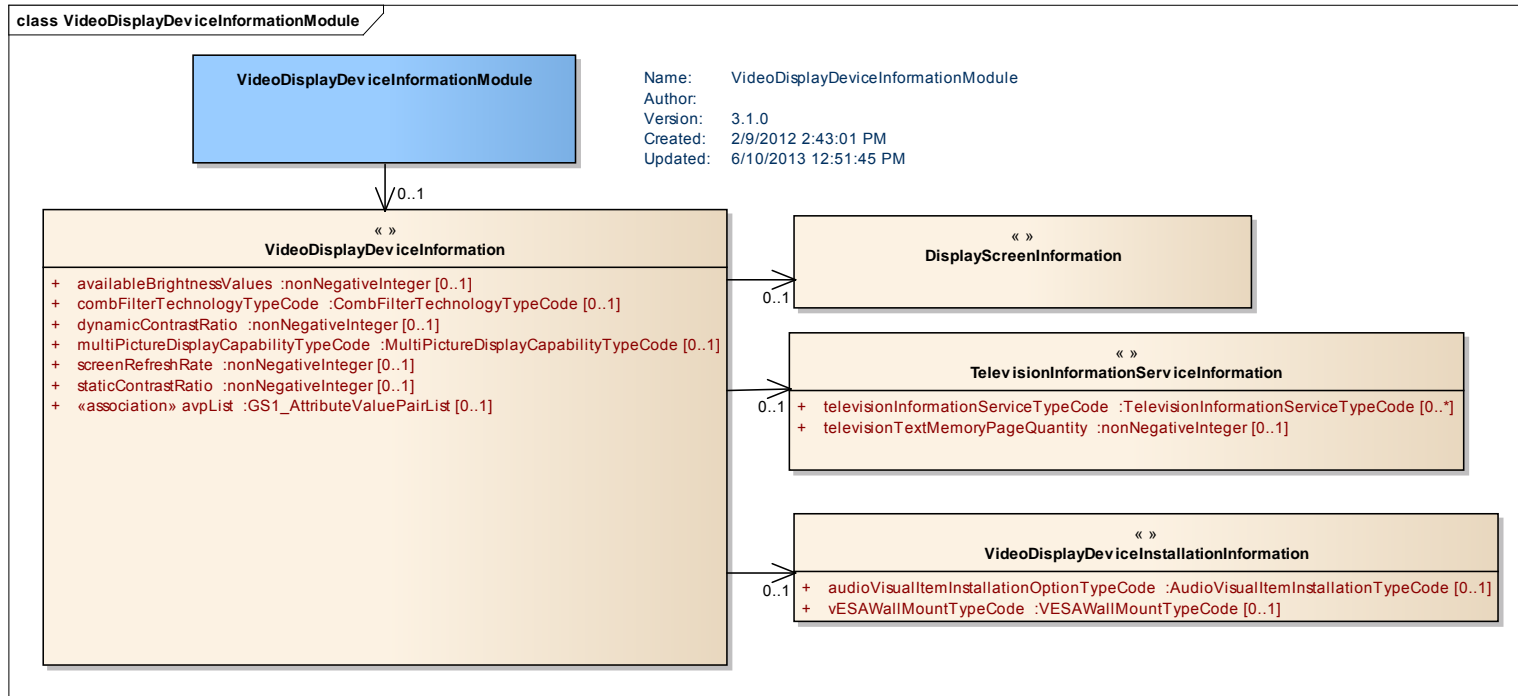 class VideoDisplayDeviceInformationModule
VideoDisplayDeviceInformationModule
Name: VideoDisplayDeviceInformationModule
Author:
Version: 3.1.0
Created: 2/9/2012 2:43:01 PM
Updated: 6/10/2013 12:51:45 PM
0..1
« »
VideoDisplayDeviceInformation
+ availableBrightnessValues :nonNegativeInteger [0..1]
+ combFilterTechnologyTypeCode :CombFilterTechnologyTypeCode [0..1]
+ dynamicContrastRatio :nonNegativeInteger [0..1]
+ multiPictureDisplayCapabilityTypeCode :MultiPictureDisplayCapabilityTypeCode [0..1]
+ screenRefreshRate :nonNegativeInteger [0..1]
+ staticContrastRatio :nonNegativeInteger [0..1]
+ «association» avpList :GS1_AttributeValuePairList [0..1]
0..1
« »
DisplayScreenInformation
0..1
« »
TelevisionInformationServiceInformation
+ televisionInformationServiceTypeCode :TelevisionInformationServiceTypeCode [0..*]
+ televisionTextMemoryPageQuantity :nonNegativeInteger [0..1]
0..1
« »
VideoDisplayDeviceInstallationInformation
+ audioVisualItemInstallationOptionTypeCode :AudioVisualItemInstallationTypeCode [0..1]
+ vESAWallMountTypeCode :VESAWallMountTypeCode [0..1]